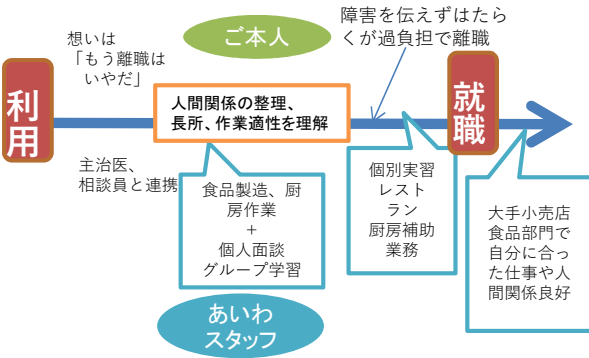 障害を伝えずはたら
くが過負担で離職
ご本人
想いは
「もう離職は
いやだ」
利用
人間関係の整理、
長所、作業適性を理解
就職
主治医、
相談員と連携
食品製造、厨
房作業
+
個人面談
グループ学習
個別実習
レスト
ラン
厨房補助
業務
大手小売店
食品部門で
自分に合っ
た仕事や人
間関係良好
あいわ
スタッフ